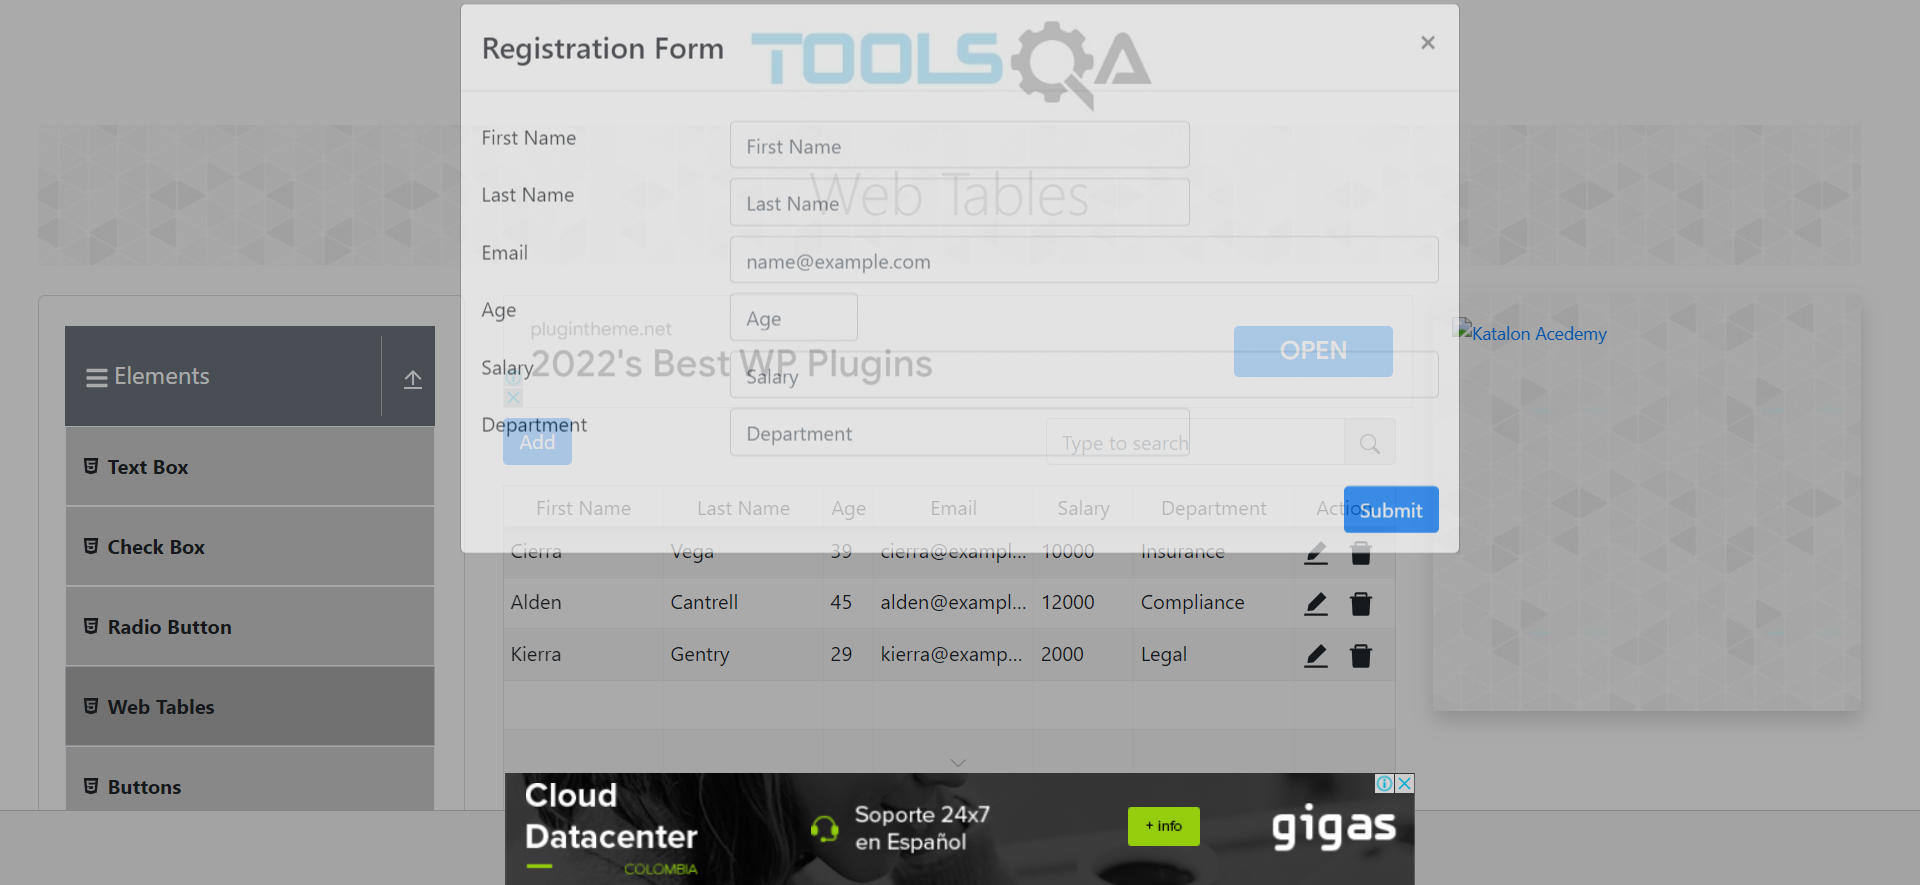 Registration Form
TOOLSQA
×
First Name
First Name
Last Name
Last Name
Web Tables
Email
name@example.com
Age
Age
plugintheme.net
2022's Best WP Plugins
OPEN
Salary
Salary
Department
Department
Add
Type to search
Submit
Katalon Acedemy
Elements
Text Box
Check Box
Radio Button
Web Tables
Buttons
First Name Last Name Age Email Salary Department Action
Cierra Vega 39 cierra@exampl... 10000 Insurance
Alden Cantrell 45 alden@exampl... 12000 Compliance
Kierra Gentry 29 kierra@examp... 2000 Legal
Cloud
Datacenter
COLOMBIA
Soporte 24x7
en Español
+ info
gigas